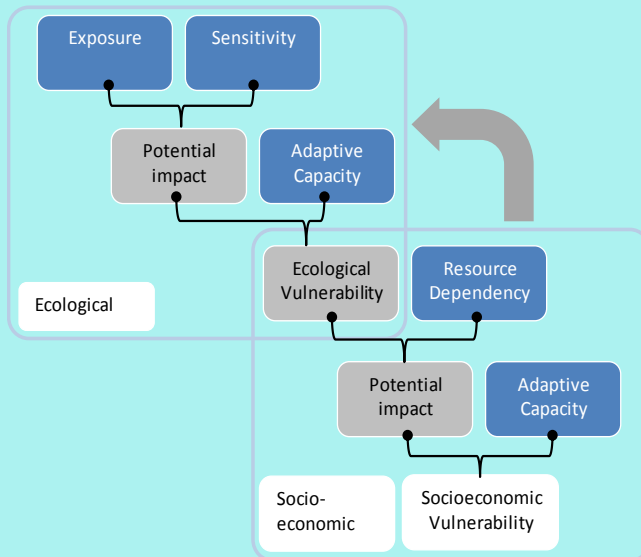 Exposure
Sensitivity
Potential
impact
Adaptive
Capacity
Ecological
Vulnerability
Resource
Dependency
Ecological
Potential
impact
Adaptive
Capacity
Socio-
economic
Socioeconomic
Vulnerability